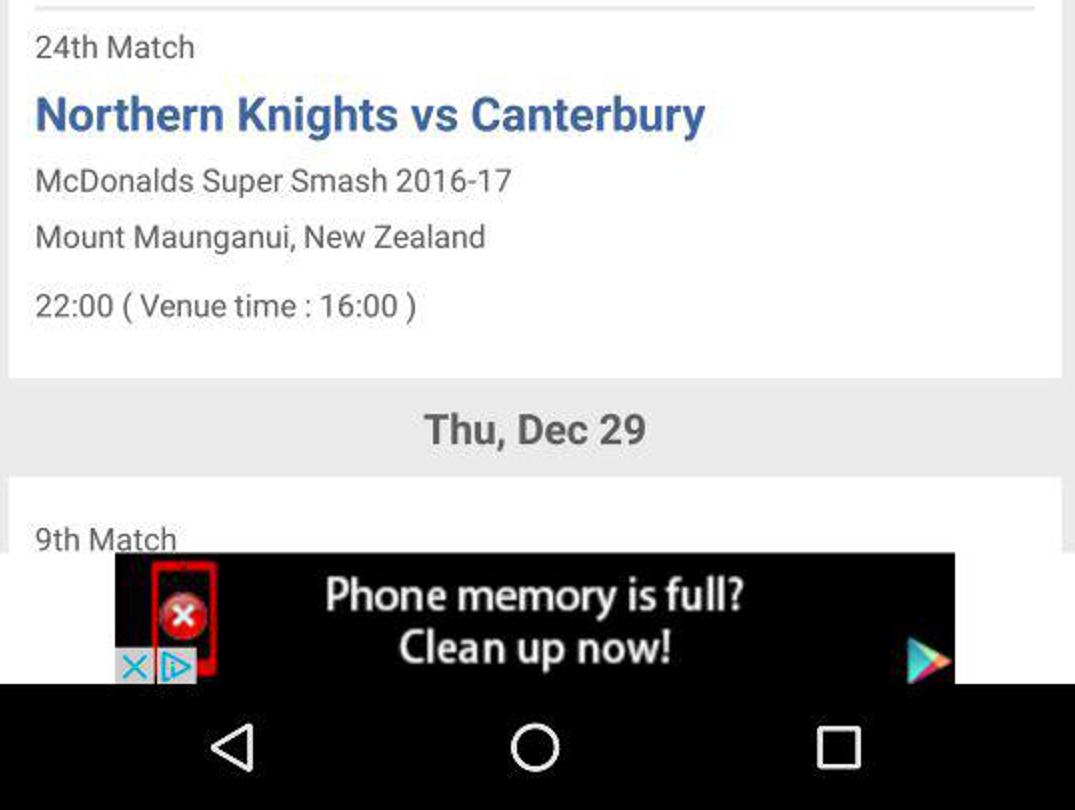 24th Match
Northern Knights vs Canterbury
McDonalds Super Smash 2016-17
Mount Maunganui, New Zealand
22:00 ( Venue time : 16:00 )
Thu, Dec 29
9th Match
Phone memory is full?
Clean up now!